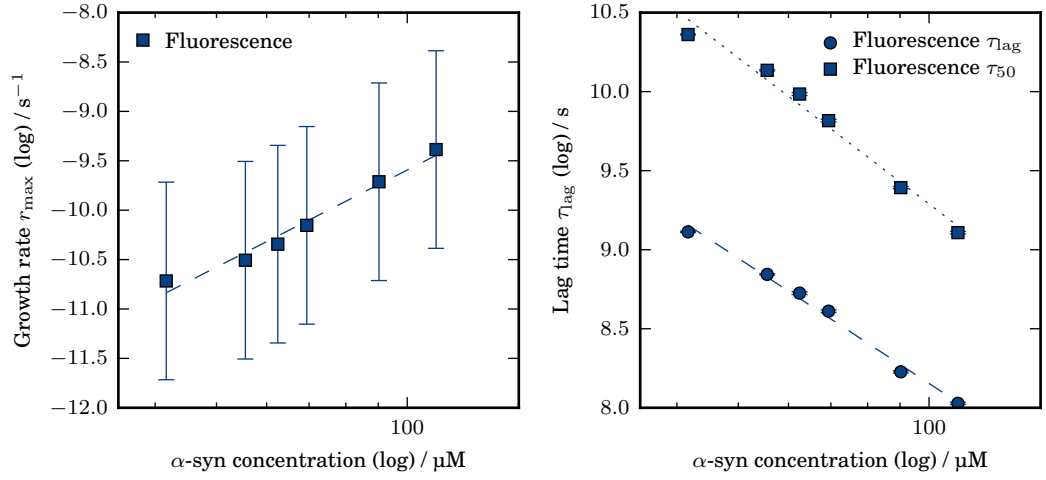 −8.0
−8.5
−9.0
−9.5
−10.0
−10.5
−11.0
−11.5
−12.0
Growth rate r_max (log) / s⁻¹
Fluorescence
100
α-syn concentration (log) / µM
10.5
10.0
9.5
9.0
8.5
8.0
Lag time τ_lag (log) / s
Fluorescence τ_lag
Fluorescence τ_50
100
α-syn concentration (log) / µM